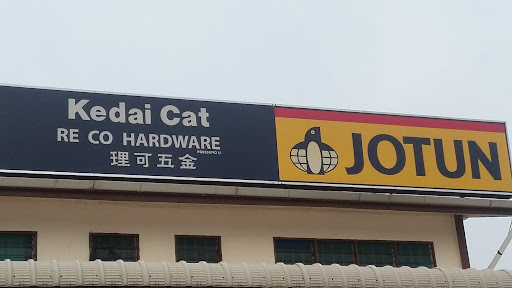 Kedai Cat
RE CO HARDWARE
理可五金
JOTUN